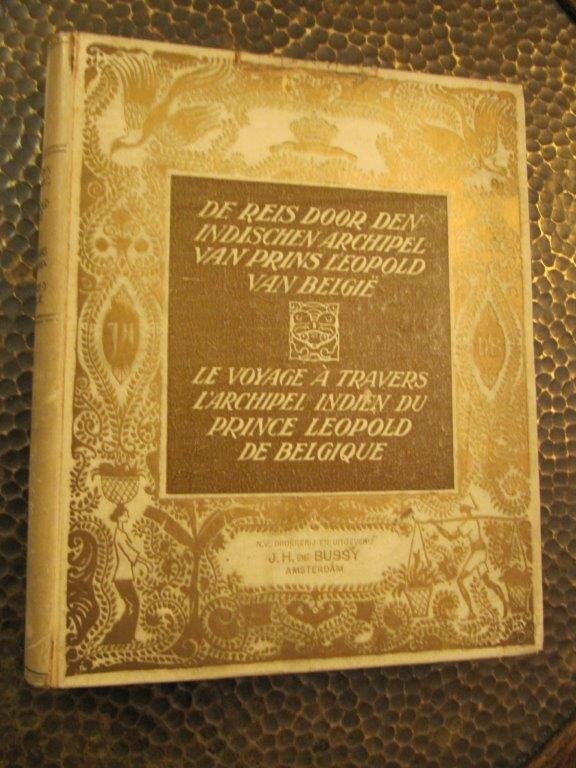 DE REIS DOOR DEN
INDISCHEN ARCHIPEL
VAN PRINS LEOPOLD
VAN BELGIË
LE VOYAGE À TRAVERS
L'ARCHIPEL INDIEN DU
PRINCE LEOPOLD
DE BELGIQUE
N.V. DRUKKERIJ EN UITGEVERIJ
J.H. DE BUSSY
AMSTERDAM